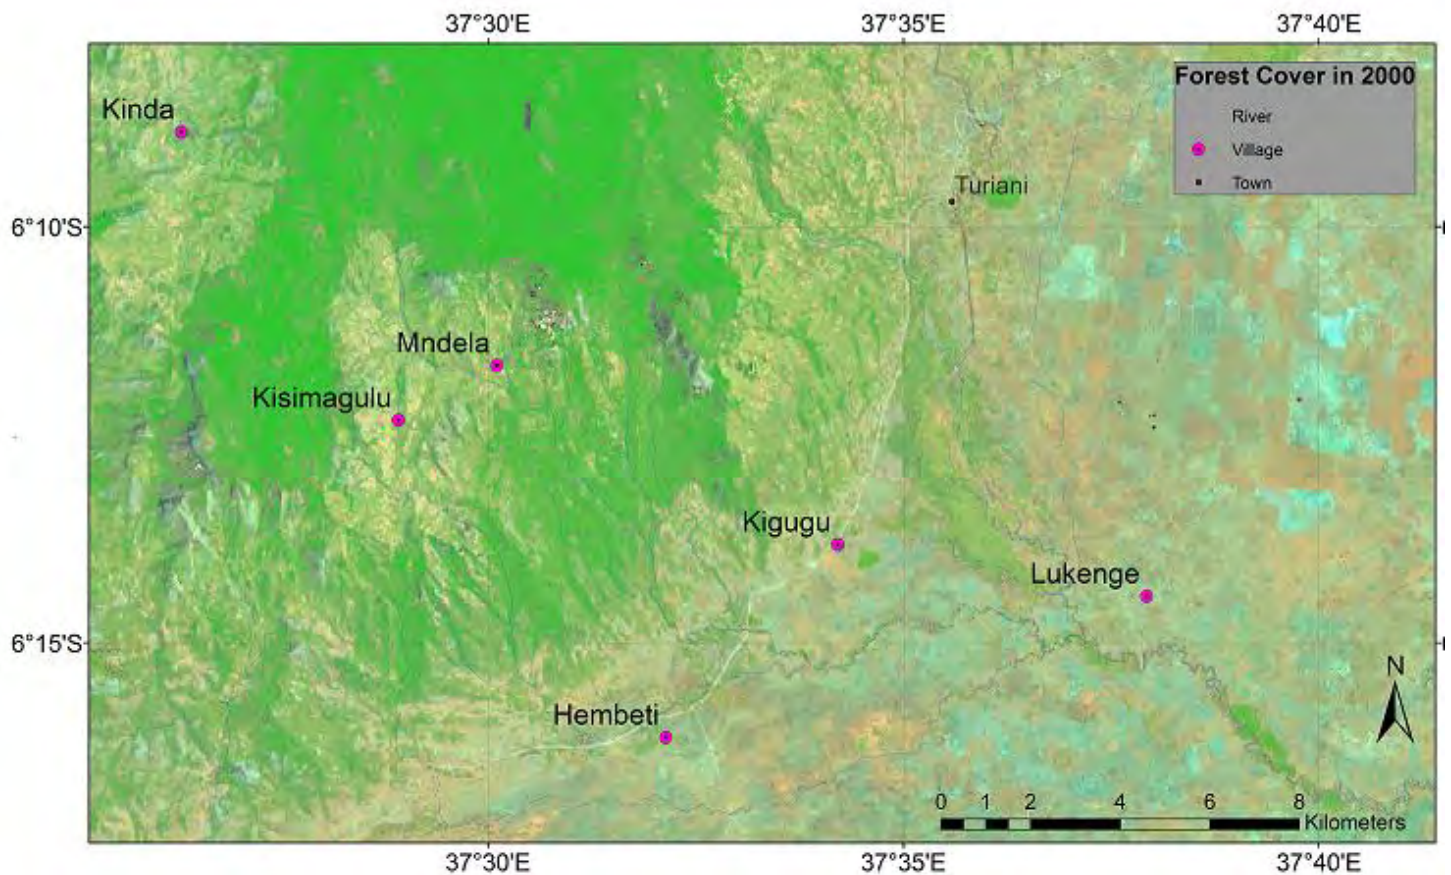 37°30'E 37°35'E 37°40'E
Forest Cover in 2000
River
Village
Town
Kinda
Turiani
6°10'S
Mndela
Kisimagulu
Kigugu
Lukenge
6°15'S
N
Hembeti
0 1 2 4 6 8
Kilometers
37°30'E 37°35'E 37°40'E